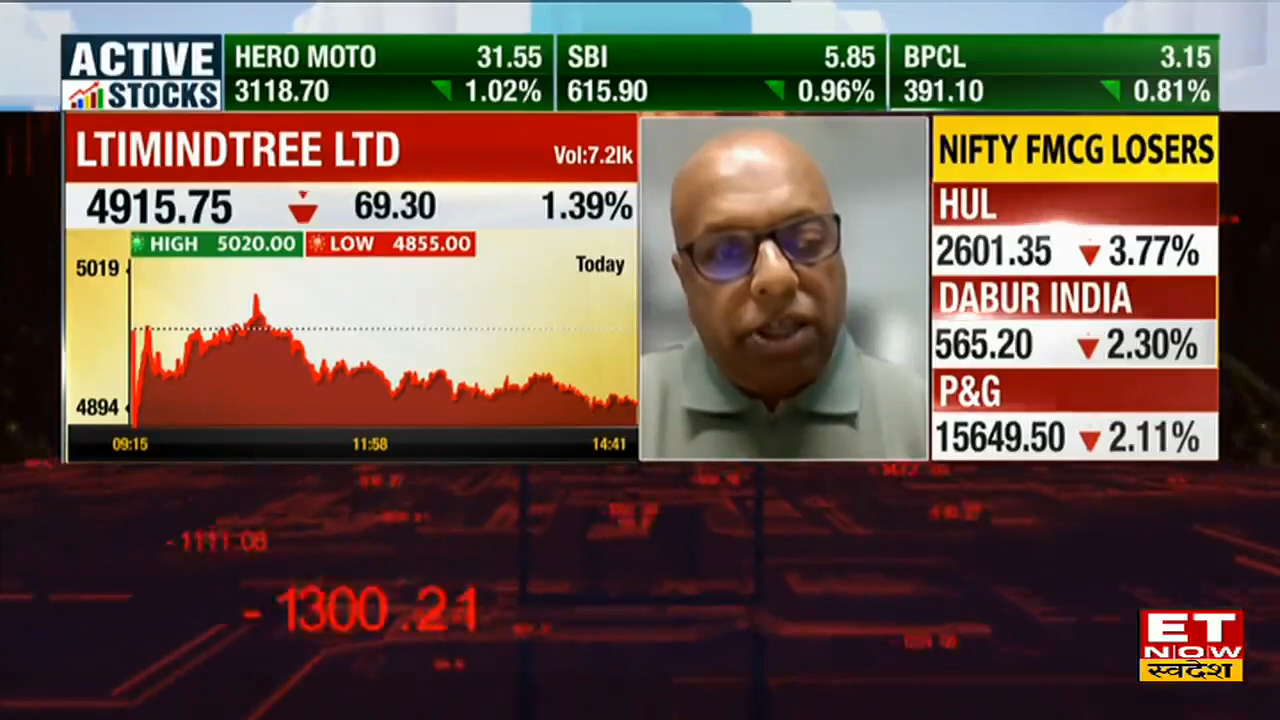 ACTIVE
STOCKS
HERO MOTO 31.55
3118.70 1.02%
SBI 5.85
615.90 0.96%
BPCL 3.15
391.10 0.81%
LTIMINDTREE LTD Vol:7.2lk
4915.75 69.30 1.39%
HIGH 5020.00 LOW 4855.00
Today
5019
4894
09:15 11:58 14:41
NIFTY FMCG LOSERS
HUL
2601.35 3.77%
DABUR INDIA
565.20 2.30%
P&G
15649.50 2.11%
- 1111 08
- 1300 .21
ET
NOW
स्वदेश